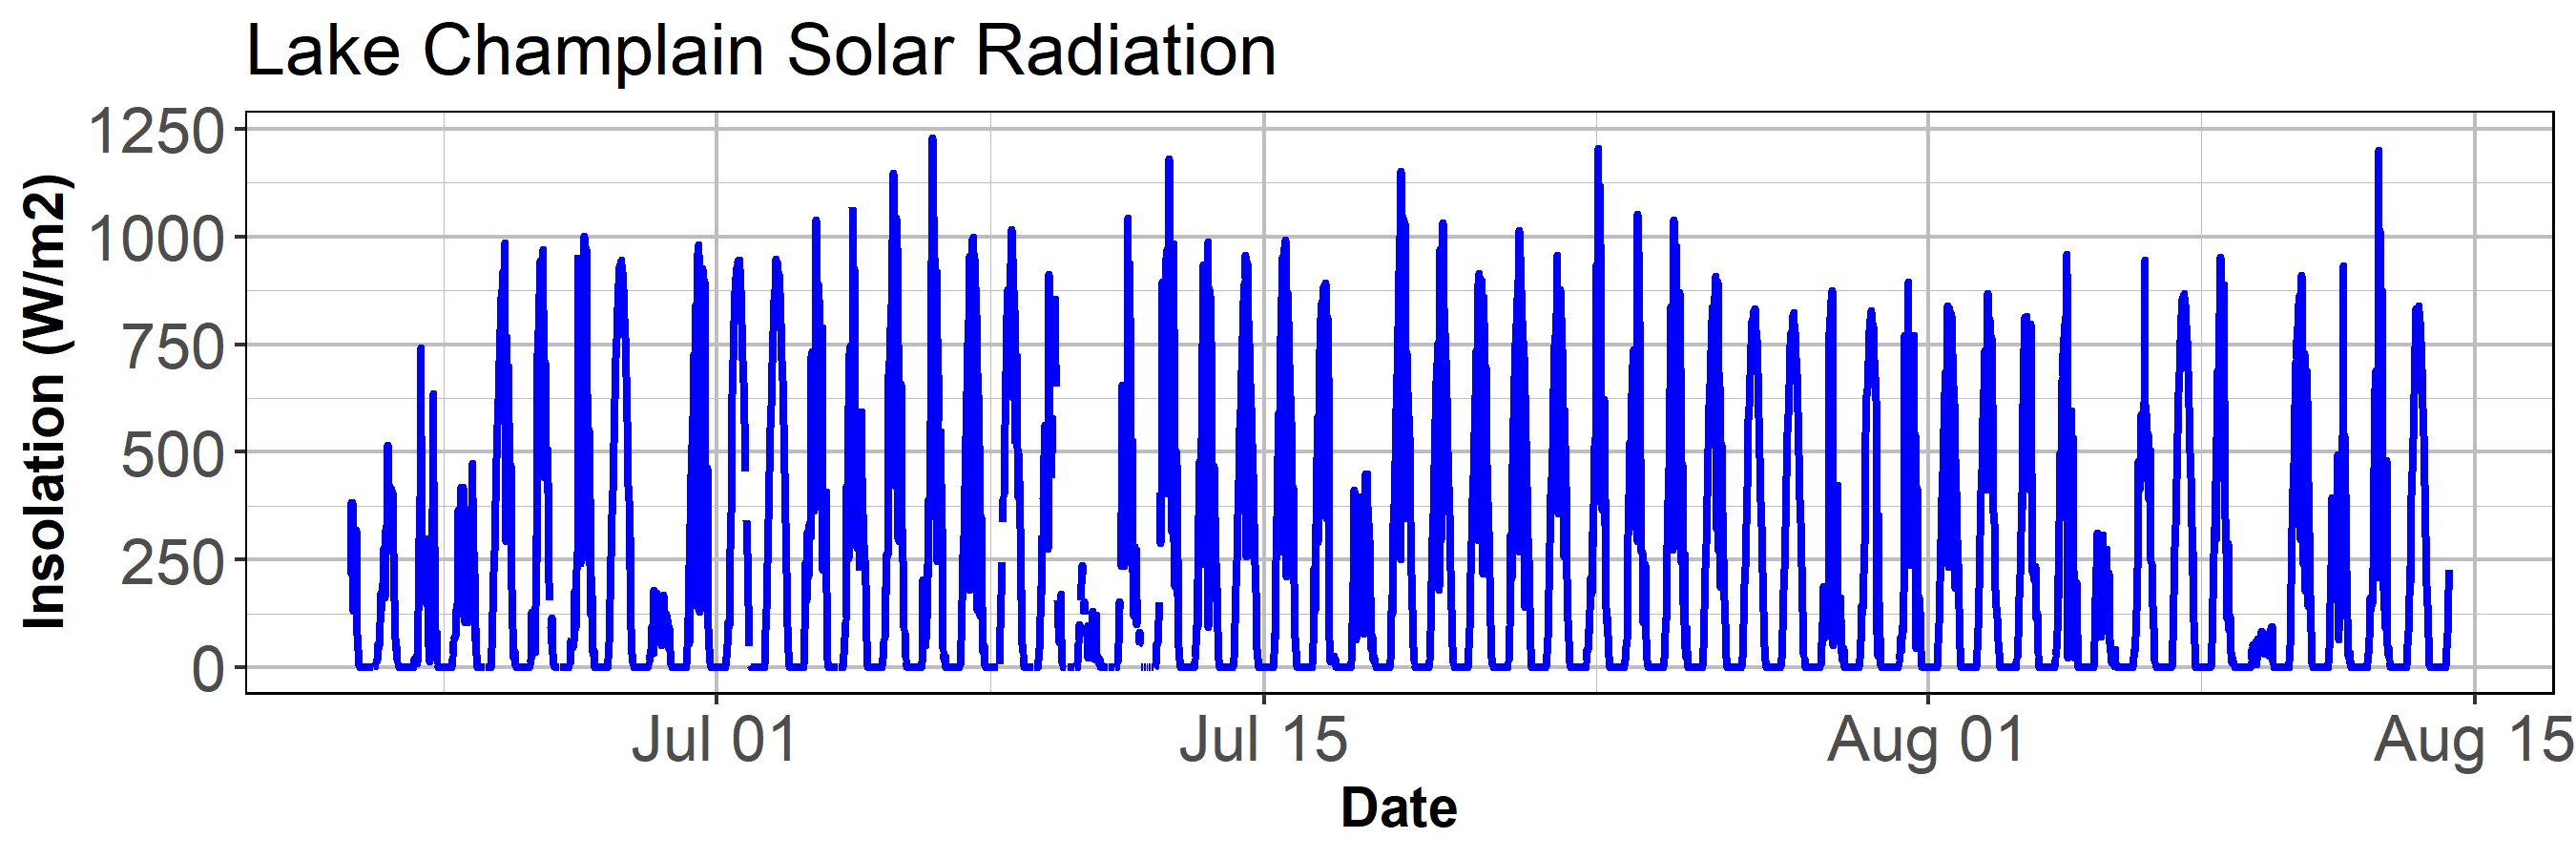 Lake Champlain Solar Radiation
1250
1000
750
500
250
0
Insolation (W/m2)
Jul 01
Jul 15
Aug 01
Aug 15
Date